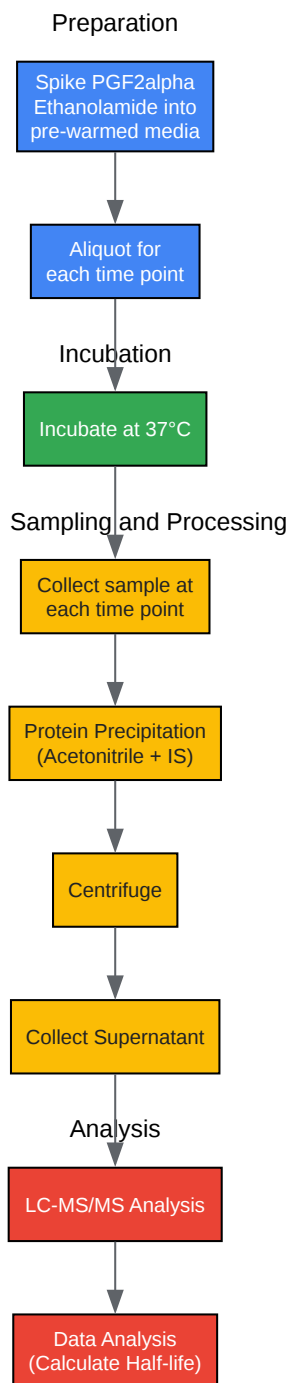 Preparation
Spike PGF2alpha
Ethanolamide into
pre-warmed media
Aliquot for
each time point
Incubation
Incubate at 37°C
Sampling and Processing
Collect sample at
each time point
Protein Precipitation
(Acetonitrile + IS)
Centrifuge
Collect Supernatant
Analysis
LC-MS/MS Analysis
Data Analysis
(Calculate Half-life)